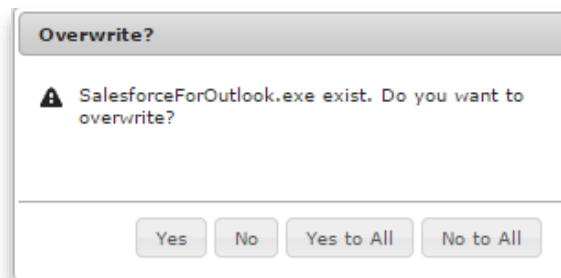 Overwrite?
SalesforceForOutlook.exe exist. Do you want to
overwrite?
Yes No Yes to All No to All